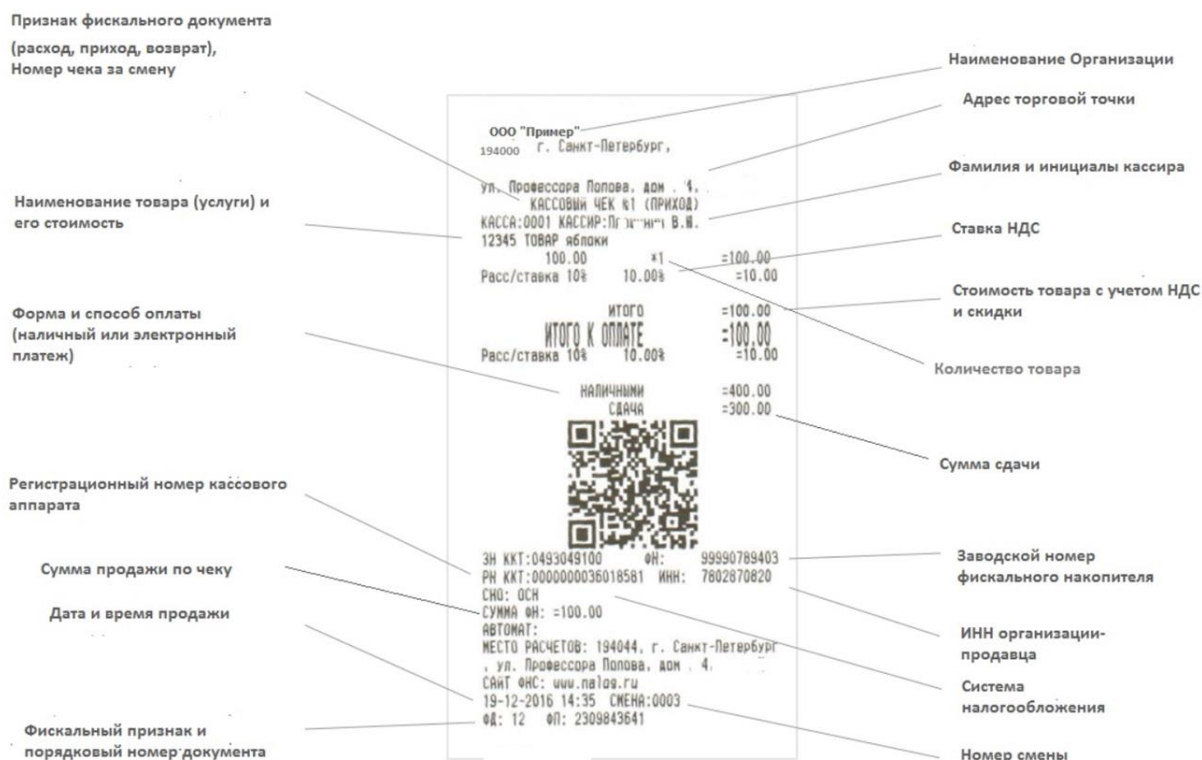 Признак фискального документа
(расход, приход, возврат),
Номер чека за смену
Наименование товара (услуги) и
его стоимость
Форма и способ оплаты
(наличный или электронный
платеж)
Регистрационный номер кассового
аппарата
Сумма продажи по чеку
Дата и время продажи
Фискальный признак и
порядковый номер документа
ООО "Пример"
194000 г. Санкт-Петербург,
ул. Профессора Попова, дом . 4,
КАССОВЫЙ ЧЕК №1 (ПРИХОД)
КАССА:0001 КАССИР: В.Ю.
12345 ТОВАР яблоки
100.00 *1 =100.00
Расс/ставка 10% 10.00% =10.00
ИТОГО =100.00
ИТОГО К ОПЛАТЕ =100.00
Расс/ставка 10% 10.00% =10.00
НАЛИЧНЫМИ =400.00
СДАЧА =300.00
ЗН ККТ:0493049100 ФН: 99990789403
РН ККТ:0000000036018581 ИНН: 7802870820
СНО: ОСН
СУММА ФН: =100.00
АВТОМАТ:
МЕСТО РАСЧЕТОВ: 194044, г. Санкт-Петербург
, ул. Профессора Попова, дом . 4,
САЙТ ФНС: www.nalog.ru
19-12-2016 14:35 СМЕНА:0003
ФД: 12 ФП: 2309843641
Наименование Организации
Адрес торговой точки
Фамилия и инициалы кассира
Ставка НДС
Стоимость товара с учетом НДС
и скидки
Количество товара
Сумма сдачи
Заводской номер
фискального накопителя
ИНН организации-
продавца
Система
налогообложения
Номер смены